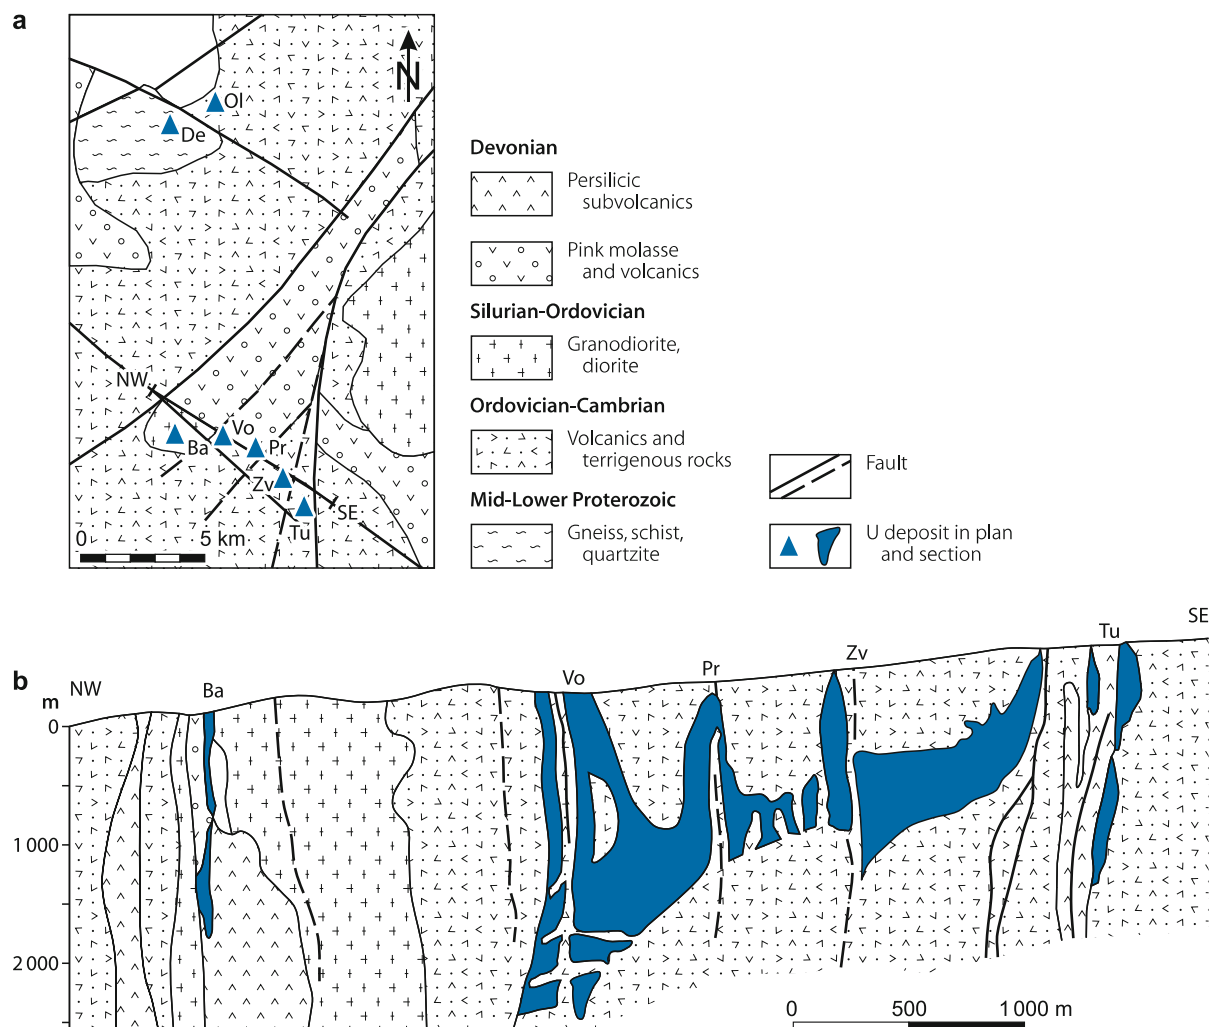 a
N
Ol
De
NW
Vo
Ba
Pr
Zv
SE
Tu
0
5 km
Devonian
Persilicic
subvolcanics
Pink molasse
and volcanics
Silurian-Ordovician
Granodiorite,
diorite
Ordovician-Cambrian
Volcanics and
terrigenous rocks
Mid-Lower Proterozoic
Gneiss, schist,
quartzite
Fault
U deposit in plan
and section
b
NW
Ba
Vo
Pr
Zv
Tu
SE
m
0
1 000
2 000
0 500 1000 m